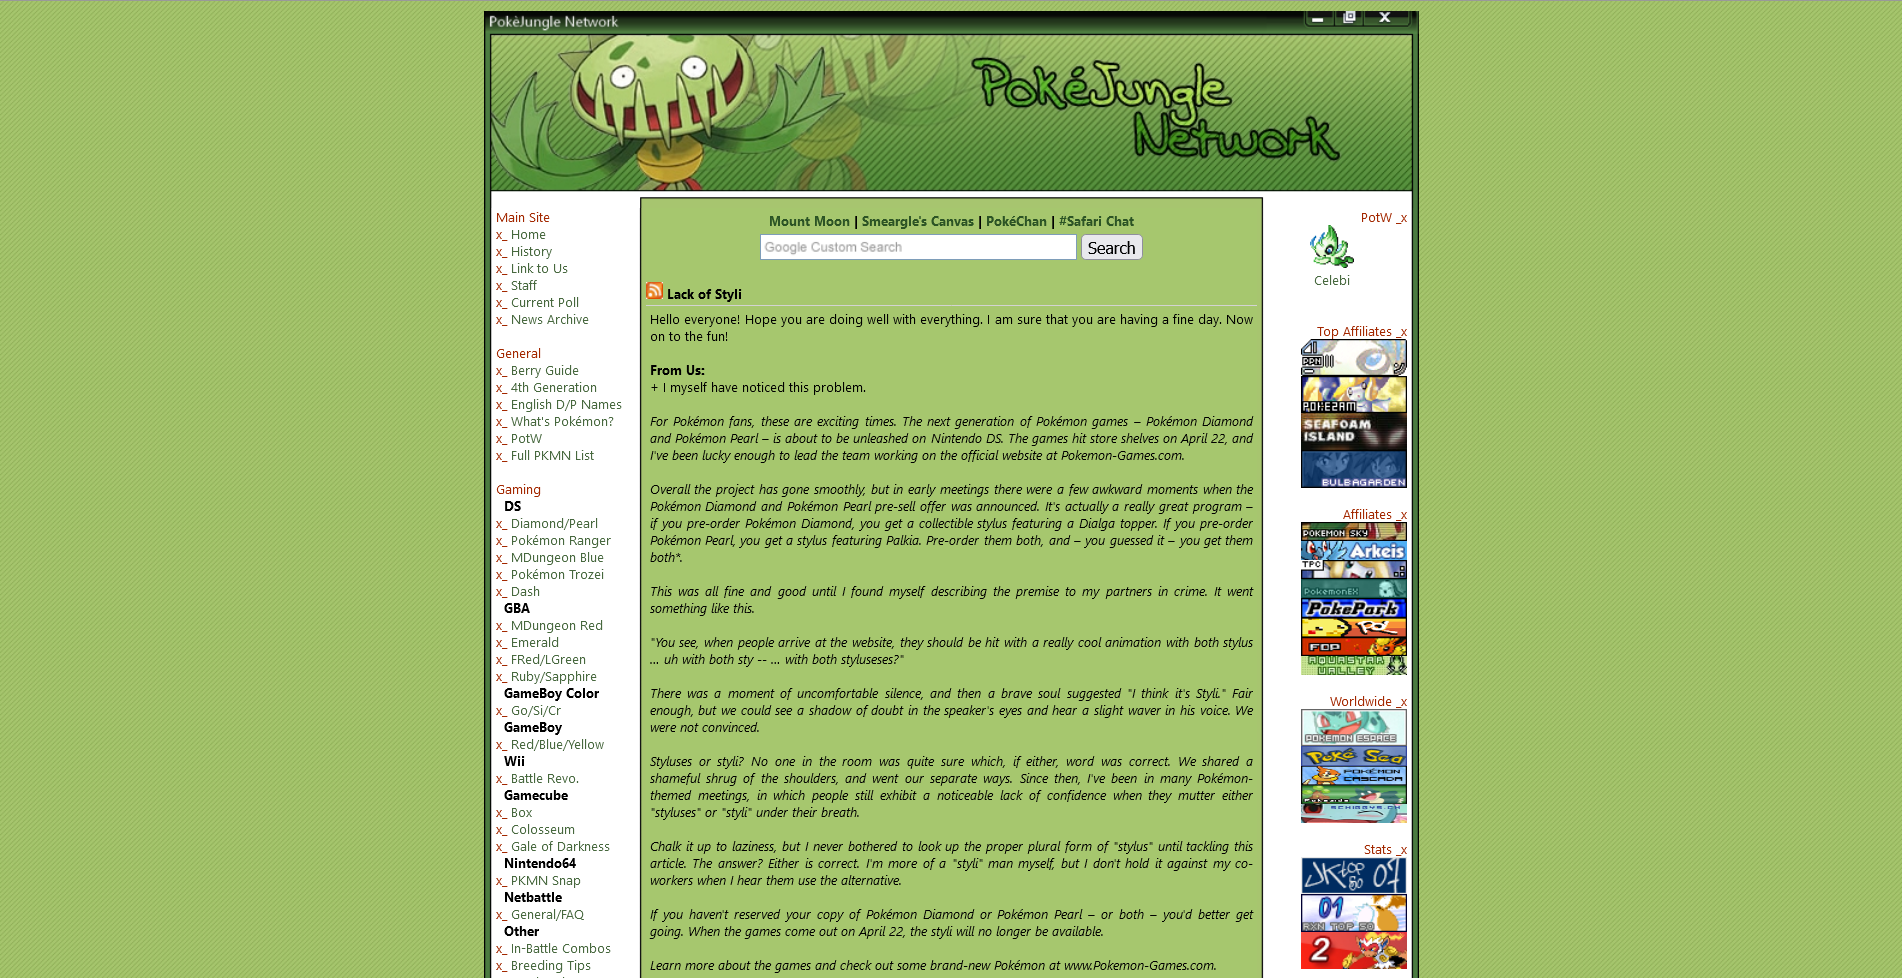 PokéJungle Network
PokéJungle
Network
Main Site
x_ Home
x_ History
x_ Link to Us
x_ Staff
x_ Current Poll
x_ News Archive
General
x_ Berry Guide
x_ 4th Generation
x_ English D/P Names
x_ What's Pokémon?
x_ PotW
x_ Full PKMN List
Gaming
DS
x_ Diamond/Pearl
x_ Pokémon Ranger
x_ MDungeon Blue
x_ Pokémon Trozei
x_ Dash
GBA
x_ MDungeon Red
x_ Emerald
x_ FRed/LGreen
x_ Ruby/Sapphire
GameBoy Color
x_ Go/Si/Cr
GameBoy
x_ Red/Blue/Yellow
Wii
x_ Battle Revo.
Gamecube
x_ Box
x_ Colosseum
x_ Gale of Darkness
Nintendo64
x_ PKMN Snap
Netbattle
x_ General/FAQ
Other
x_ In-Battle Combos
x_ Breeding Tips
Mount Moon | Smeargle's Canvas | PokéChan | #Safari Chat
Google Custom Search Search
Lack of Styli
Hello everyone! Hope you are doing well with everything. I am sure that you are having a fine day. Now
on to the fun!
From Us:
+ I myself have noticed this problem.
For Pokémon fans, these are exciting times. The next generation of Pokémon games – Pokémon Diamond
and Pokémon Pearl – is about to be unleashed on Nintendo DS. The games hit store shelves on April 22, and
I've been lucky enough to lead the team working on the official website at Pokemon-Games.com.
Overall the project has gone smoothly, but in early meetings there were a few awkward moments when the
Pokémon Diamond and Pokémon Pearl pre-sell offer was announced. It's actually a really great program –
if you pre-order Pokémon Diamond, you get a collectible stylus featuring a Dialga topper. If you pre-order
Pokémon Pearl, you get a stylus featuring Palkia. Pre-order them both, and – you guessed it – you get them
both*.
This was all fine and good until I found myself describing the premise to my partners in crime. It went
something like this.
"You see, when people arrive at the website, they should be hit with a really cool animation with both stylus
... uh with both sty -- ... with both styluseses?"
There was a moment of uncomfortable silence, and then a brave soul suggested "I think it's Styli." Fair
enough, but we could see a shadow of doubt in the speaker's eyes and hear a slight waver in his voice. We
were not convinced.
Styluses or styli? No one in the room was quite sure which, if either, word was correct. We shared a
shameful shrug of the shoulders, and went our separate ways. Since then, I've been in many Pokémon-
themed meetings, in which people still exhibit a noticeable lack of confidence when they mutter either
"styluses" or "styli" under their breath.
Chalk it up to laziness, but I never bothered to look up the proper plural form of "stylus" until tackling this
article. The answer? Either is correct. I'm more of a "styli" man myself, but I don't hold it against my co-
workers when I hear them use the alternative.
If you haven't reserved your copy of Pokémon Diamond or Pokémon Pearl – or both – you'd better get
going. When the games come out on April 22, the styli will no longer be available.
Learn more about the games and check out some brand-new Pokémon at www.Pokemon-Games.com.
PotW _x
Celebi
Top Affiliates _x
POKE2AM
SEAFOAM
ISLAND
BULBAGARDEN
Affiliates _x
POKEMON SKY
Arkeis
TPC
POKEMONEX
PokePark
FDP
AQUASTAR
VALLEY
Worldwide _x
POKEMON ESPACE
Poké Sea
POKéMON
CASCADA
Stats _x
JK top 50 07
01
RXN TOP 50
2